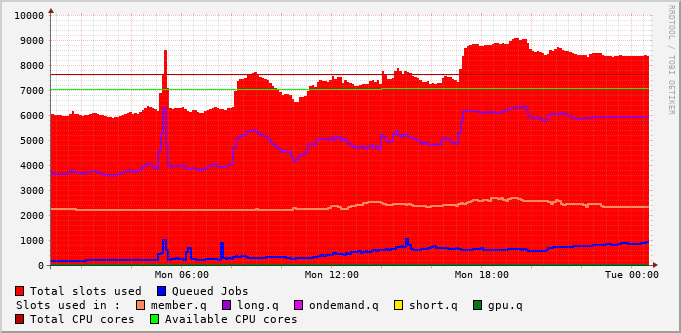 10000
9000
8000
7000
6000
5000
4000
3000
2000
1000
0
Mon 06:00 Mon 12:00 Mon 18:00 Tue 00:00
Total slots used Queued Jobs
Slots used in : member.q long.q ondemand.q short.q gpu.q
Total CPU cores Available CPU cores
RRDTOOL / TOBI OETIKER